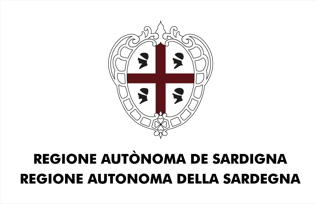 REGIONE AUTÒNOMA DE SARDIGNA
REGIONE AUTONOMA DELLA SARDEGNA